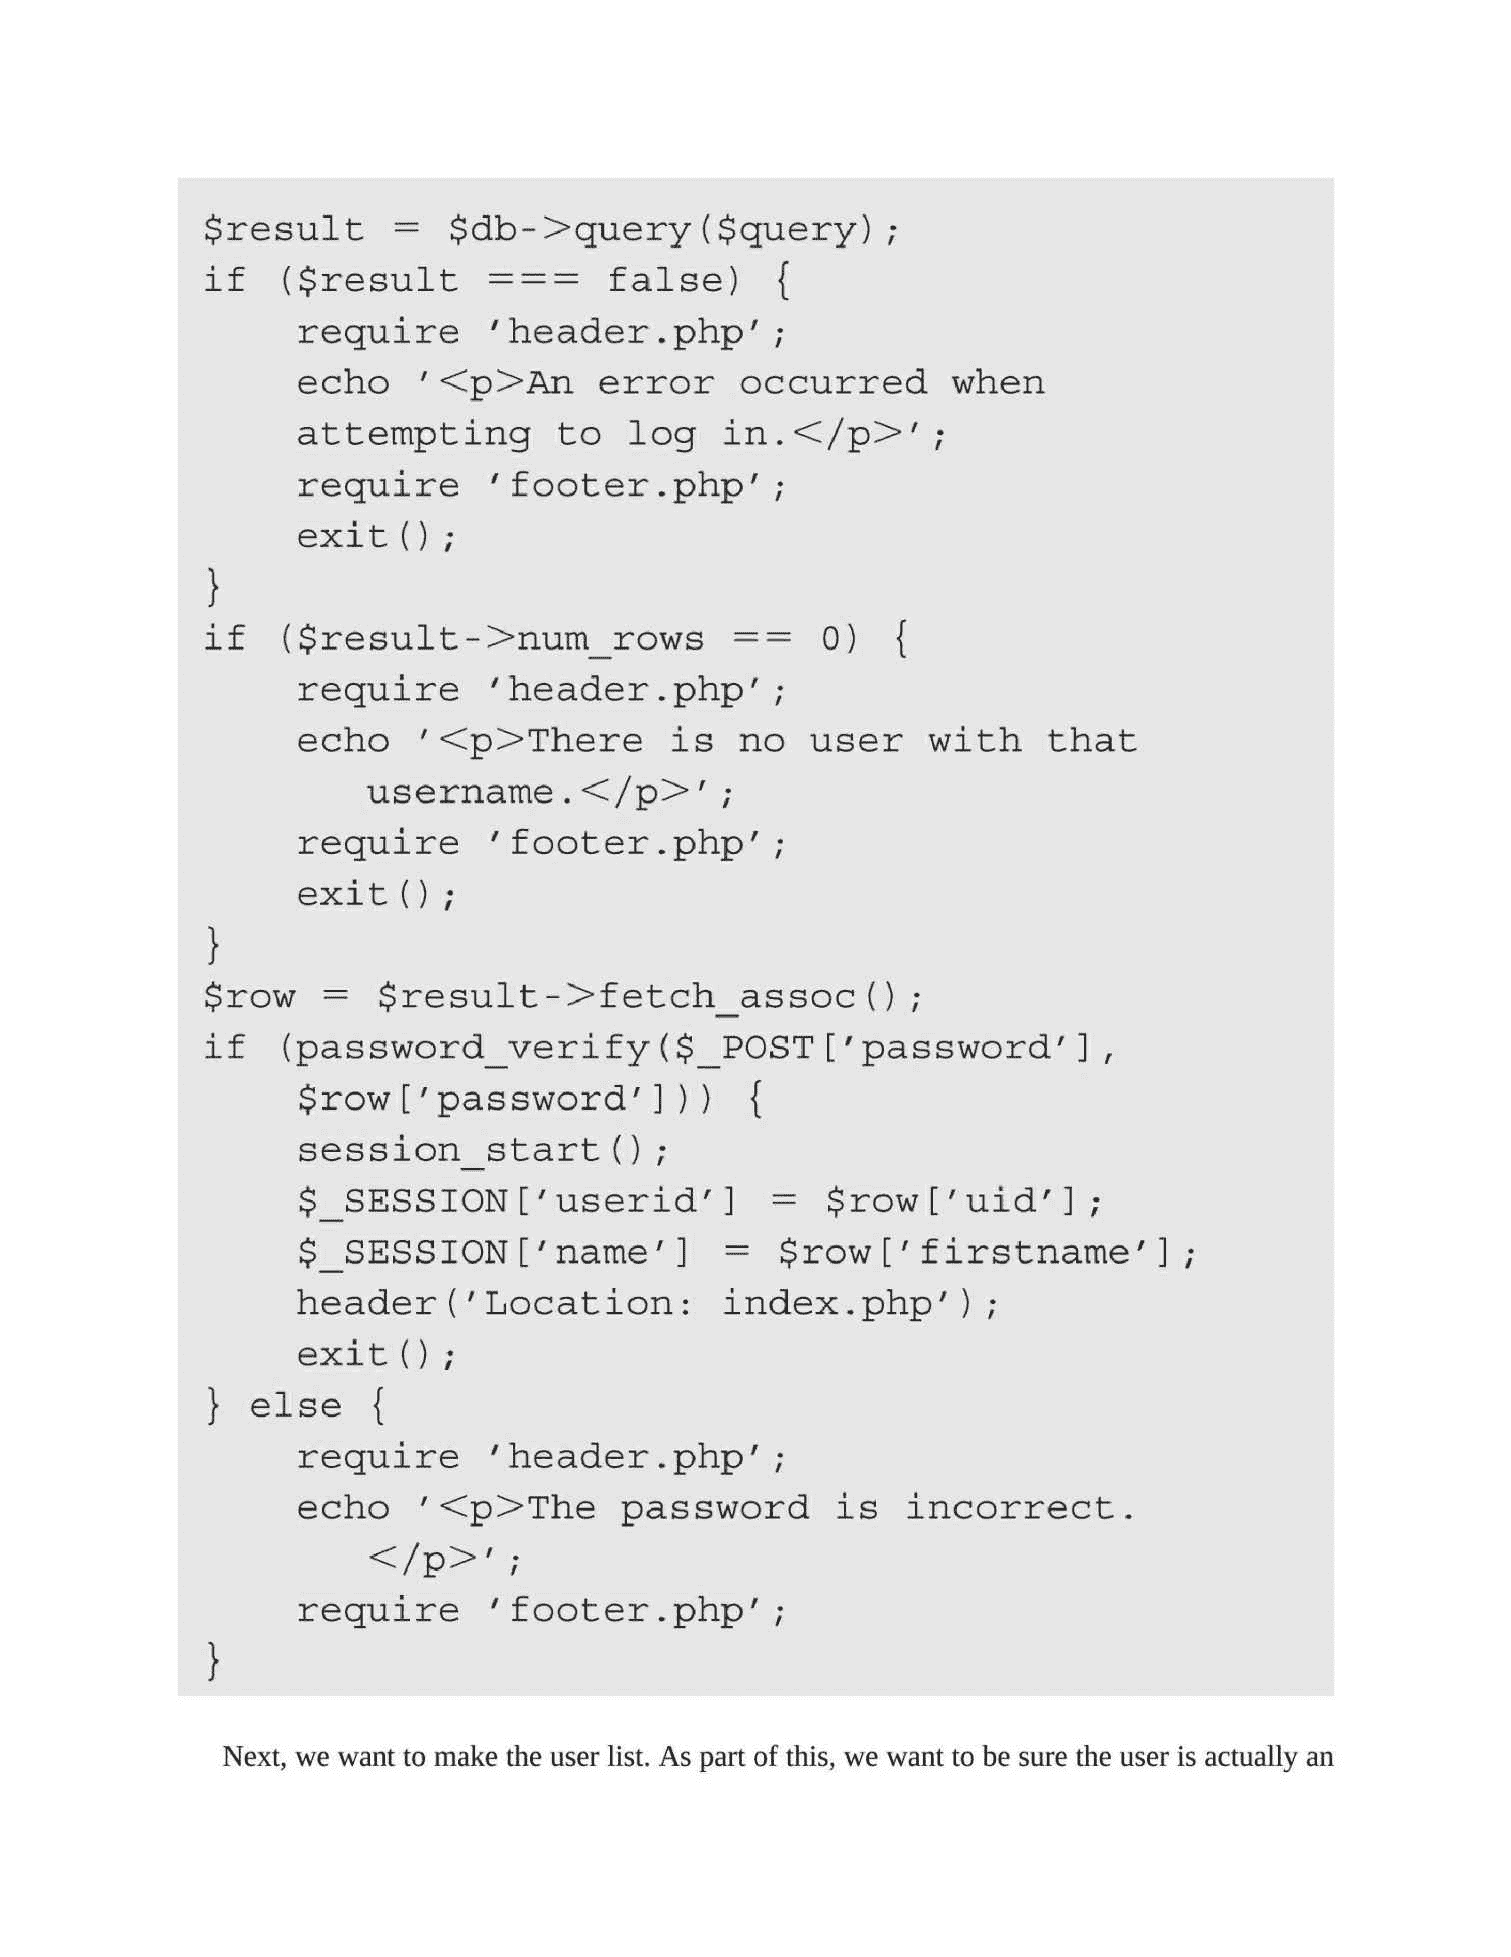 $result = $db->query($query);
if ($result === false) {
    require 'header.php';
    echo '<p>An error occurred when
    attempting to log in.</p>';
    require 'footer.php';
    exit();
}
if ($result->num_rows == 0) {
    require 'header.php';
    echo '<p>There is no user with that
       username.</p>';
    require 'footer.php';
    exit();
}
$row = $result->fetch_assoc();
if (password_verify($_POST['password'],
    $row['password'])) {
    session_start();
    $_SESSION['userid'] = $row['uid'];
    $_SESSION['name'] = $row['firstname'];
    header('Location: index.php');
    exit();
} else {
    require 'header.php';
    echo '<p>The password is incorrect.
       </p>';
    require 'footer.php';
}
Next, we want to make the user list. As part of this, we want to be sure the user is actually an